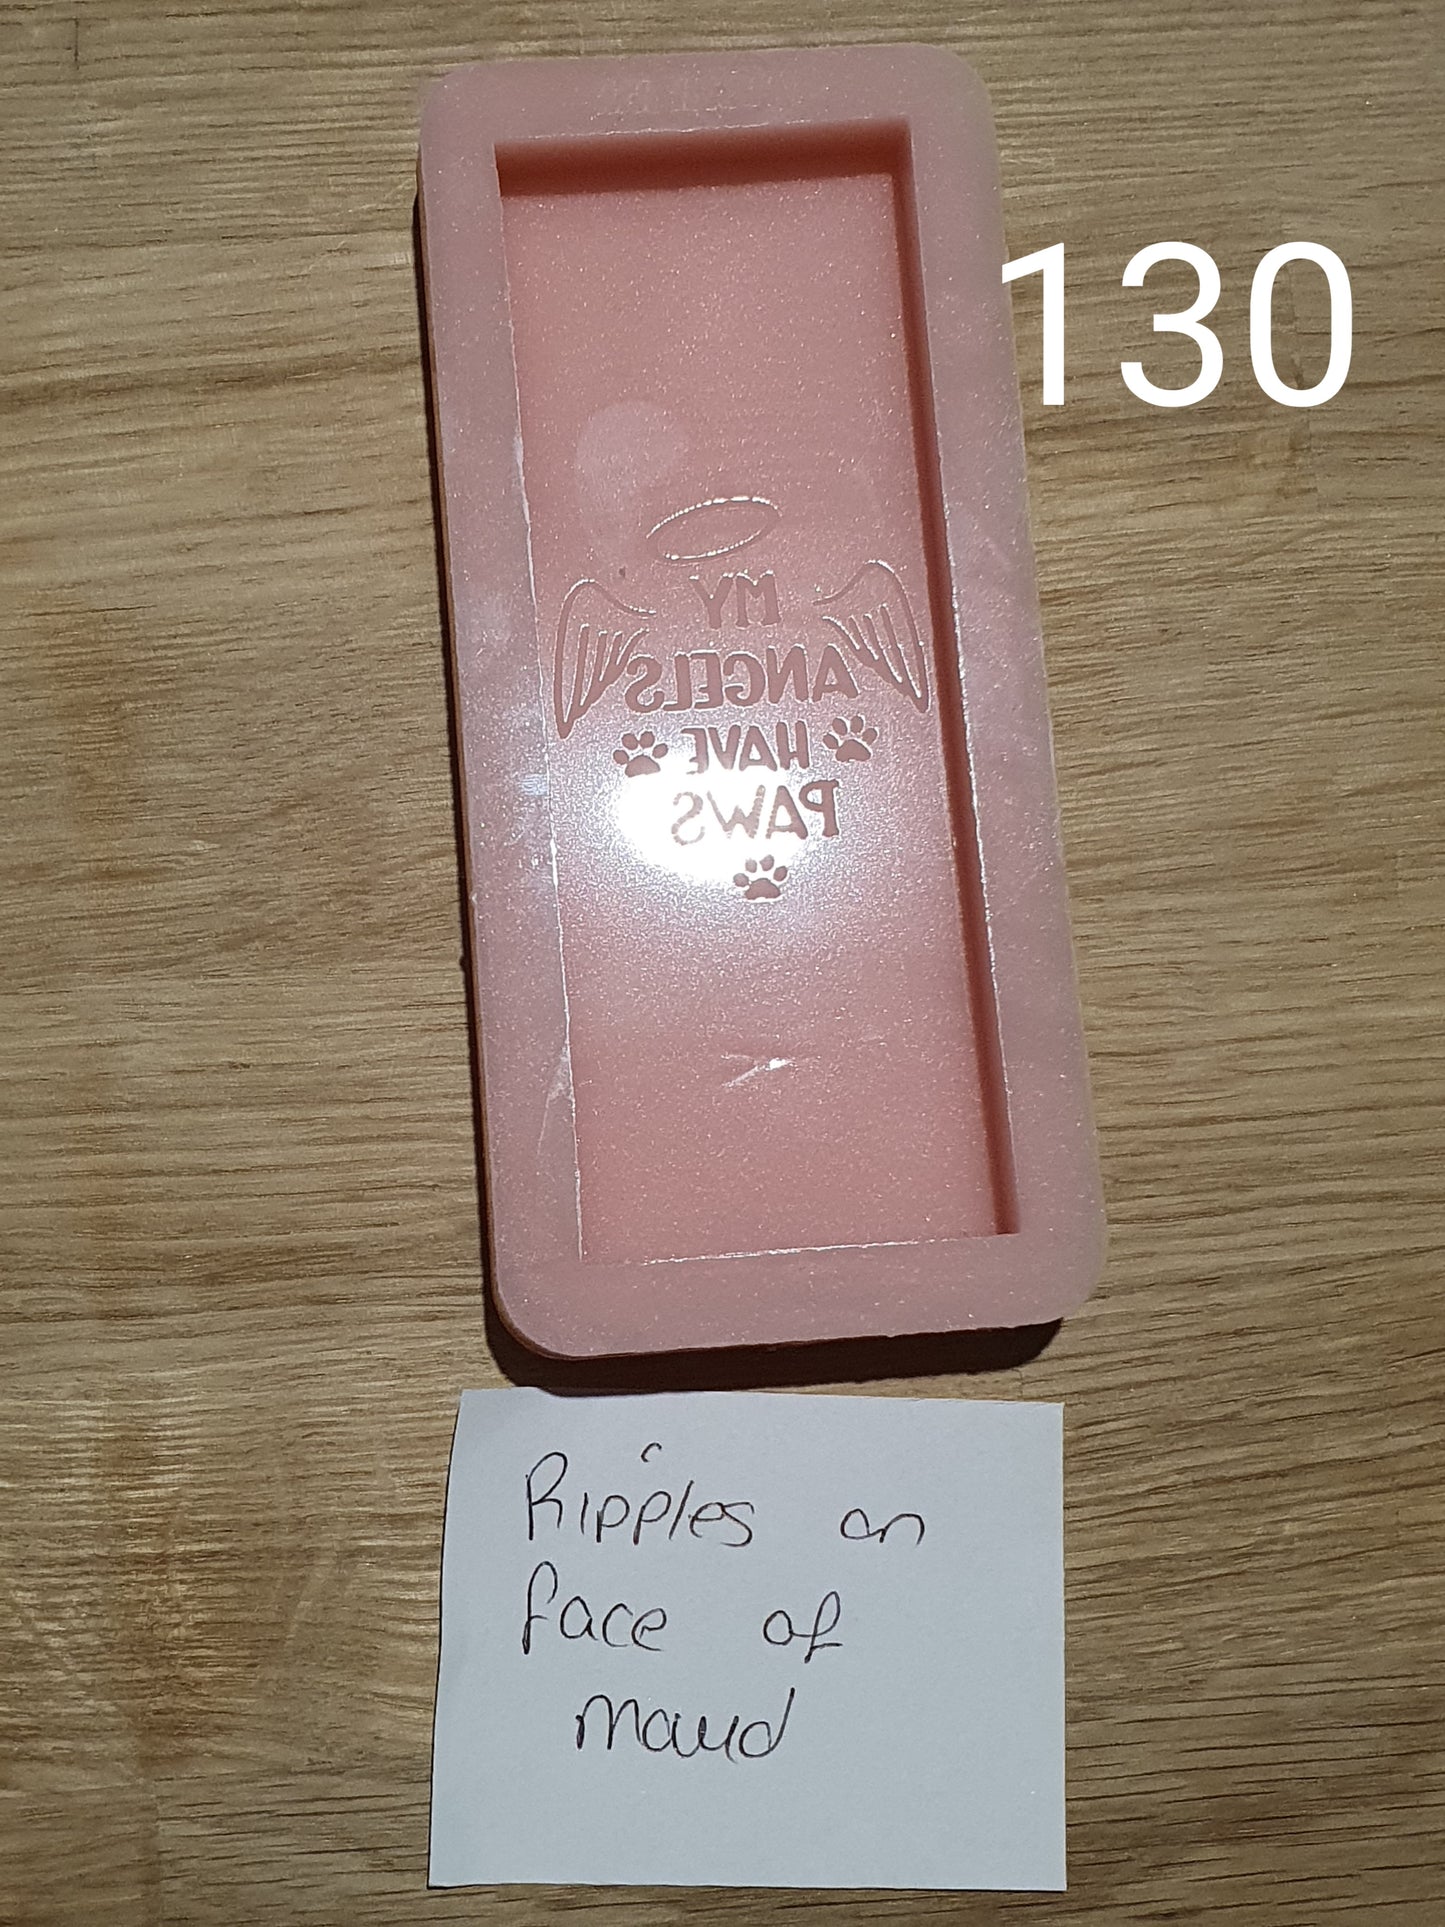 130
MY
ANGELS
HAVE
PAWS
Ripples on
face of
mould